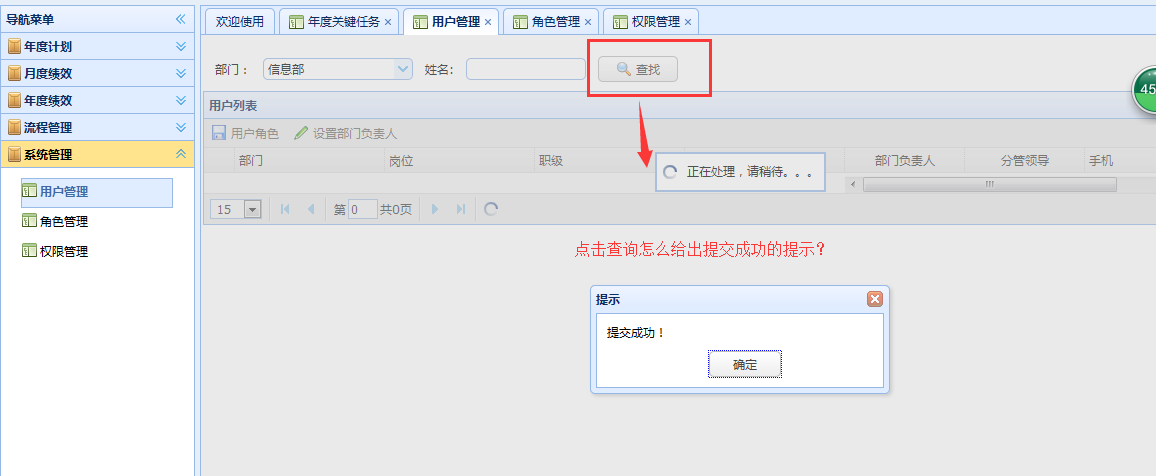 导航菜单
年度计划
月度绩效
年度绩效
流程管理
系统管理
用户管理
角色管理
权限管理
欢迎使用 年度关键任务 用户管理 角色管理 权限管理
部门： 信息部 姓名: 查找
45
用户列表
用户角色 设置部门负责人
部门 岗位 职级 部门负责人 分管领导 手机
正在处理，请稍待。。。
15 第 0 共0页
点击查询怎么给出提交成功的提示?
提示
提交成功！
确定